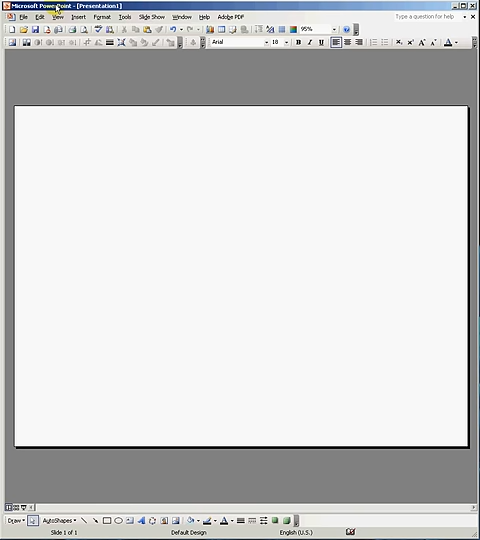 Microsoft PowerPoint - [Presentation1]
File Edit View Insert Format Tools Slide Show Window Help Adobe PDF Type a question for help
95%
Arial 18 B I U
Draw AutoShapes
Slide 1 of 1 Default Design English (U.S.)